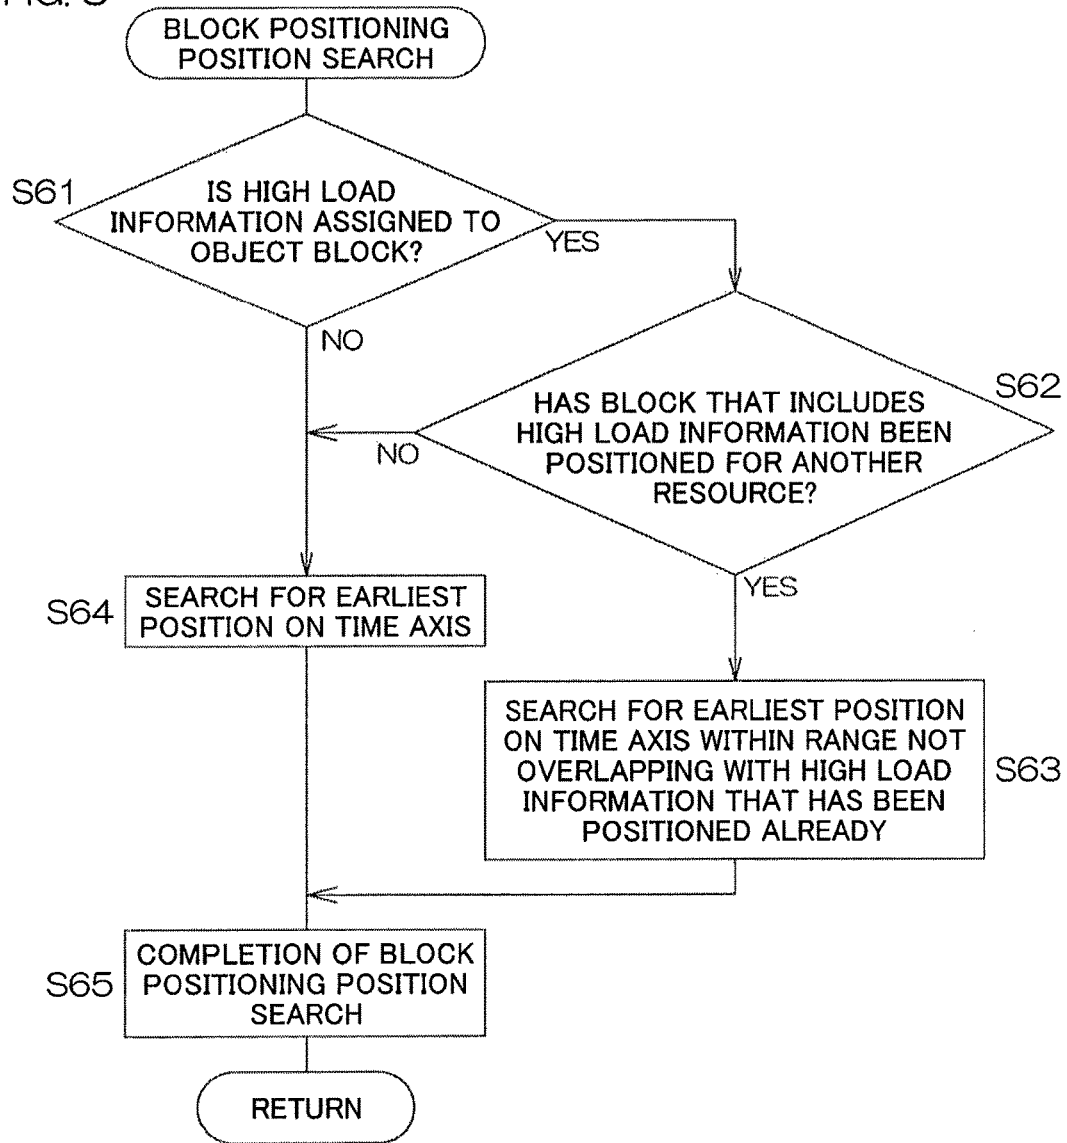 BLOCK POSITIONING
POSITION SEARCH
S61
IS HIGH LOAD
INFORMATION ASSIGNED TO
OBJECT BLOCK?
YES
NO
S62
HAS BLOCK THAT INCLUDES
HIGH LOAD INFORMATION BEEN
POSITIONED FOR ANOTHER
RESOURCE?
NO
YES
S64
SEARCH FOR EARLIEST
POSITION ON TIME AXIS
SEARCH FOR EARLIEST POSITION
ON TIME AXIS WITHIN RANGE NOT
OVERLAPPING WITH HIGH LOAD
INFORMATION THAT HAS BEEN
POSITIONED ALREADY
S63
S65
COMPLETION OF BLOCK
POSITIONING POSITION
SEARCH
RETURN